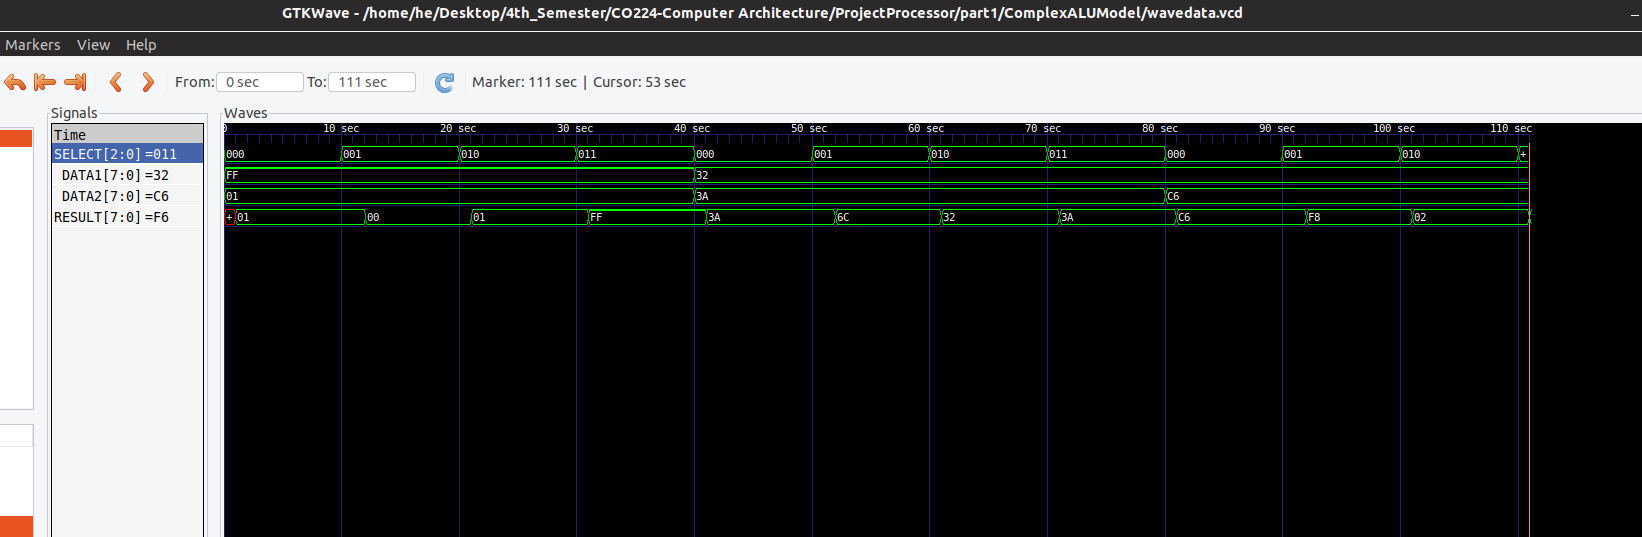 GTKWave - /home/he/Desktop/4th_Semester/CO224-Computer Architecture/ProjectProcessor/part1/ComplexALUModel/wavedata.vcd
Markers View Help
From: 0 sec To: 111 sec Marker: 111 sec | Cursor: 53 sec
Signals Waves
Time 0 10 sec 20 sec 30 sec 40 sec 50 sec 60 sec 70 sec 80 sec 90 sec 100 sec 110 sec
SELECT[2:0] =011 000 001 010 011 000 001 010 011 000 001 010 +
DATA1[7:0] =32 FF 32
DATA2[7:0] =C6 01 3A C6
RESULT[7:0] =F6 + 01 00 01 FF 3A 6C 32 3A C6 F8 02